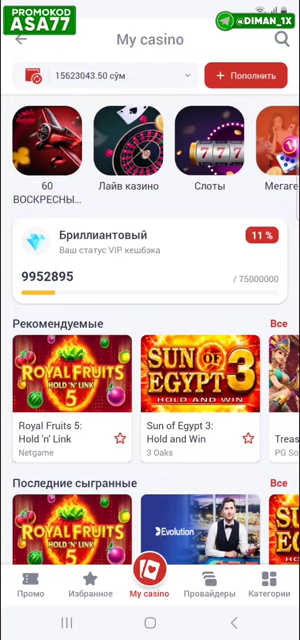 PROMOKOD
ASA77
@DIMAN_1X
My casino
15623043.50 сўм
+ Пополнить
60
ВОСКРЕСНЫ...
Лайв казино
Слоты
Мегаге
777
Бриллиантовый
11 %
Ваш статус VIP кешбэка
9952895
/ 75000000
Рекомендуемые
Все
ROYAL FRUITS
HOLD 'N' LINK
5
SUN OF
EGYPT 3
HOLD AND WIN
Royal Fruits 5:
Hold 'n' Link
Netgame
Sun of Egypt 3:
Hold and Win
3 Oaks
Treas
PG So
Последние сыгранные
Все
ROYAL FRUITS
HOLD 'N' LINK
Evolution
Промо
Избранное
My casino
Провайдеры
Категории